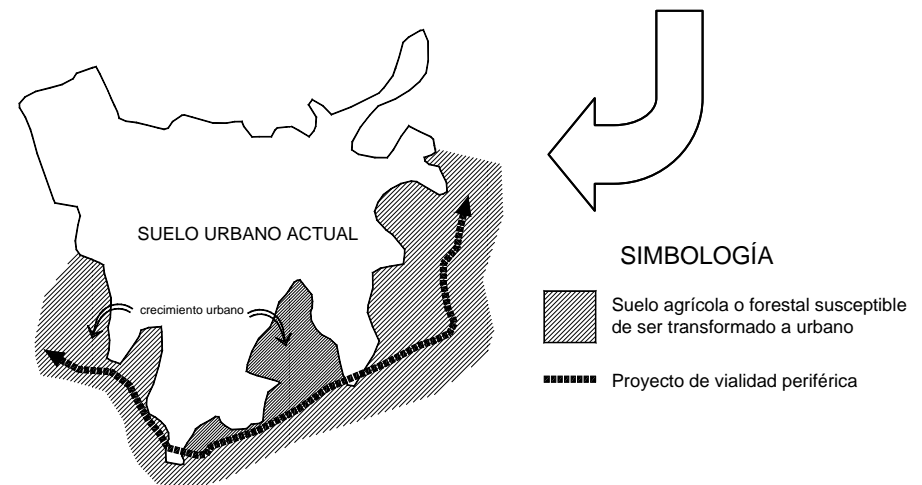 SUELO URBANO ACTUAL
crecimiento urbano
SIMBOLOGÍA
Suelo agrícola o forestal susceptible
de ser transformado a urbano
Proyecto de vialidad periférica